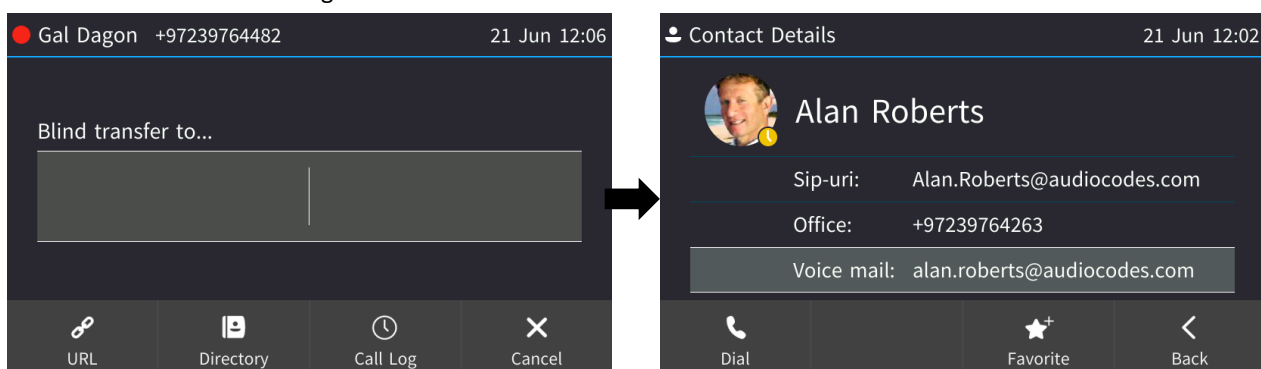 Gal Dagon +97239764482 21 Jun 12:06
Blind transfer to...
URL Directory Call Log Cancel
Contact Details 21 Jun 12:02
Alan Roberts
Sip-uri: Alan.Roberts@audiocodes.com
Office: +97239764263
Voice mail: alan.roberts@audiocodes.com
Dial Favorite Back